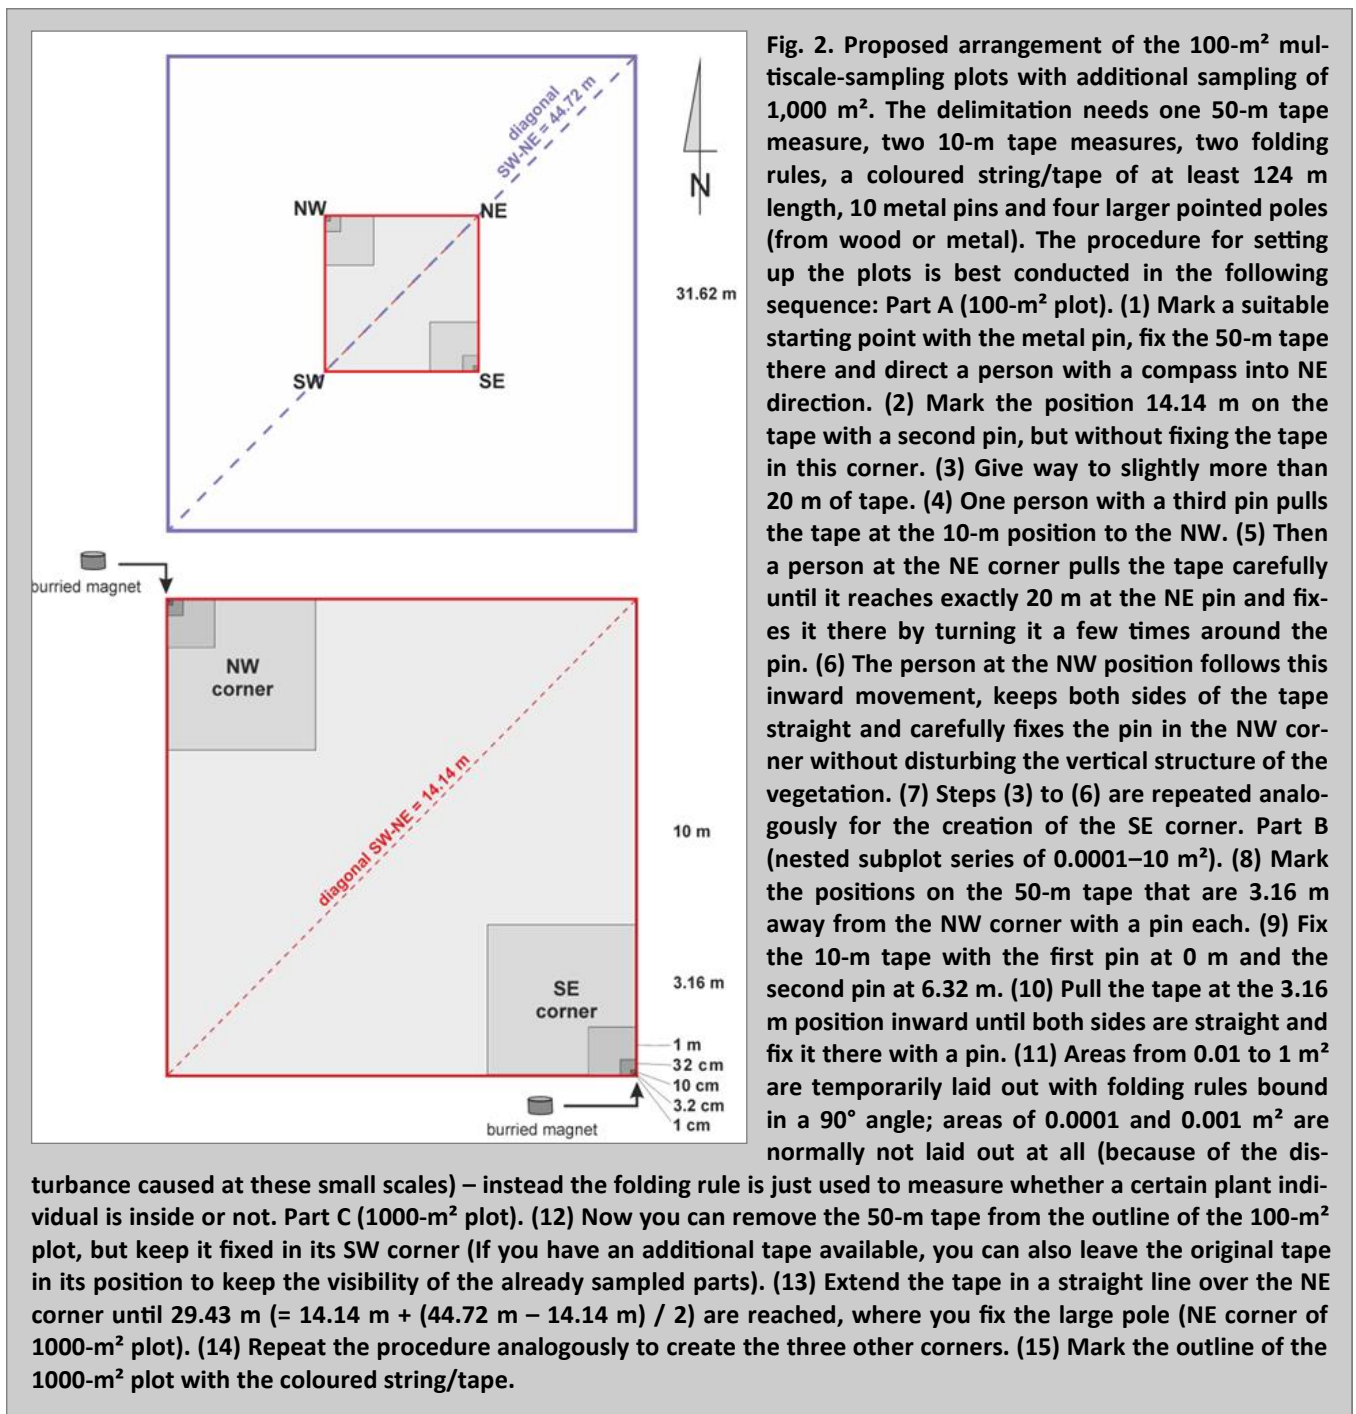 diagonal
SW-NE = 44.72 m
NW
NE
N
31.62 m
SW
SE
burried magnet
NW
corner
diagonal SW-NE = 14.14 m
10 m
SE
corner
3.16 m
1 m
32 cm
10 cm
3.2 cm
1 cm
burried magnet
Fig. 2. Proposed arrangement of the 100-m² mul-
tiscale-sampling plots with additional sampling of
1,000 m². The delimitation needs one 50-m tape
measure, two 10-m tape measures, two folding
rules, a coloured string/tape of at least 124 m
length, 10 metal pins and four larger pointed poles
(from wood or metal). The procedure for setting
up the plots is best conducted in the following
sequence: Part A (100-m² plot). (1) Mark a suitable
starting point with the metal pin, fix the 50-m tape
there and direct a person with a compass into NE
direction. (2) Mark the position 14.14 m on the
tape with a second pin, but without fixing the tape
in this corner. (3) Give way to slightly more than
20 m of tape. (4) One person with a third pin pulls
the tape at the 10-m position to the NW. (5) Then
a person at the NE corner pulls the tape carefully
until it reaches exactly 20 m at the NE pin and fix-
es it there by turning it a few times around the
pin. (6) The person at the NW position follows this
inward movement, keeps both sides of the tape
straight and carefully fixes the pin in the NW cor-
ner without disturbing the vertical structure of the
vegetation. (7) Steps (3) to (6) are repeated analo-
gously for the creation of the SE corner. Part B
(nested subplot series of 0.0001–10 m²). (8) Mark
the positions on the 50-m tape that are 3.16 m
away from the NW corner with a pin each. (9) Fix
the 10-m tape with the first pin at 0 m and the
second pin at 6.32 m. (10) Pull the tape at the 3.16
m position inward until both sides are straight and
fix it there with a pin. (11) Areas from 0.01 to 1 m²
are temporarily laid out with folding rules bound
in a 90° angle; areas of 0.0001 and 0.001 m² are
normally not laid out at all (because of the dis-
turbance caused at these small scales) – instead the folding rule is just used to measure whether a certain plant indi-
vidual is inside or not. Part C (1000-m² plot). (12) Now you can remove the 50-m tape from the outline of the 100-m²
plot, but keep it fixed in its SW corner (If you have an additional tape available, you can also leave the original tape
in its position to keep the visibility of the already sampled parts). (13) Extend the tape in a straight line over the NE
corner until 29.43 m (= 14.14 m + (44.72 m – 14.14 m) / 2) are reached, where you fix the large pole (NE corner of
1000-m² plot). (14) Repeat the procedure analogously to create the three other corners. (15) Mark the outline of the
1000-m² plot with the coloured string/tape.